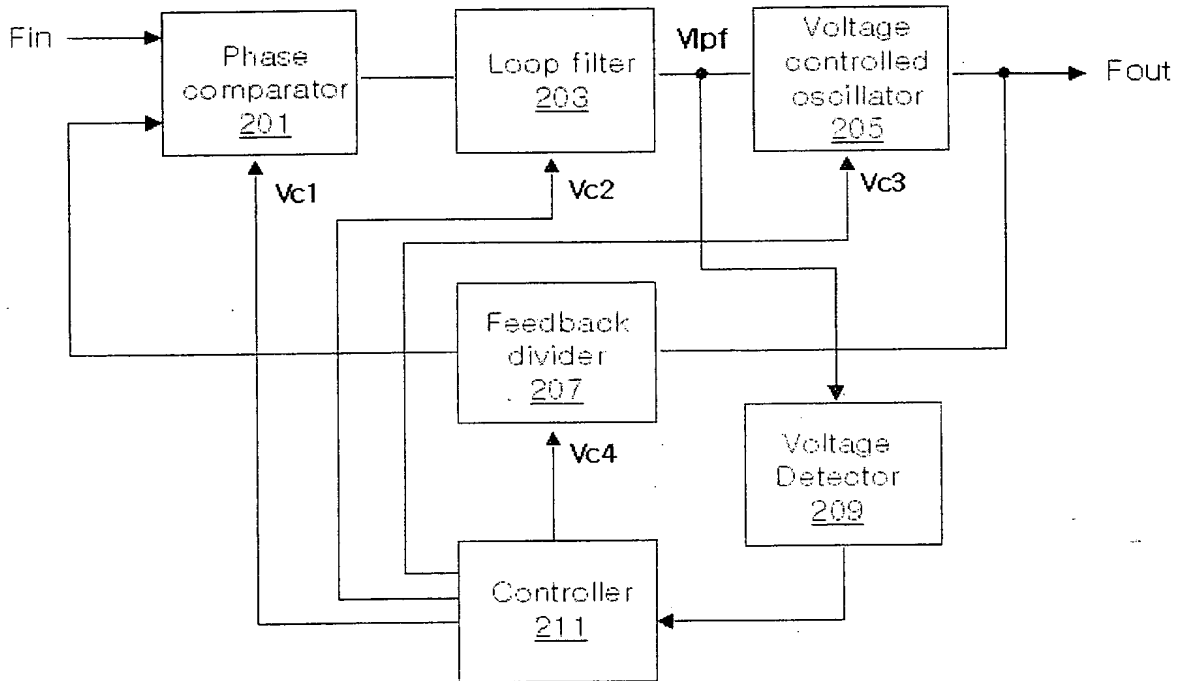 Fin
Phase
comparator
201
Loop filter
203
Vlpf
Voltage
controlled
oscillator
205
Fout
Vc1
Vc2
Vc3
Feedback
divider
207
Vc4
Voltage
Detector
209
Controller
211